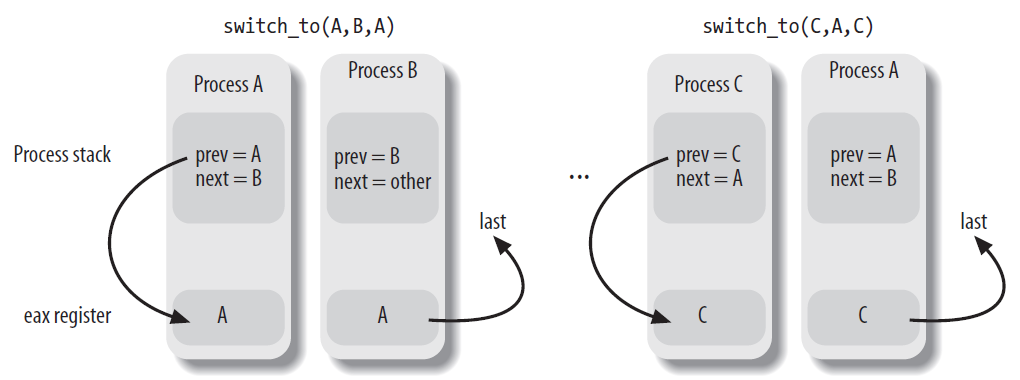 switch_to(A,B,A)
switch_to(C,A,C)
Process A
Process B
Process C
Process A
Process stack
prev = A
next = B
prev = B
next = other
...
prev = C
next = A
prev = A
next = B
last
last
eax register
A
A
C
C